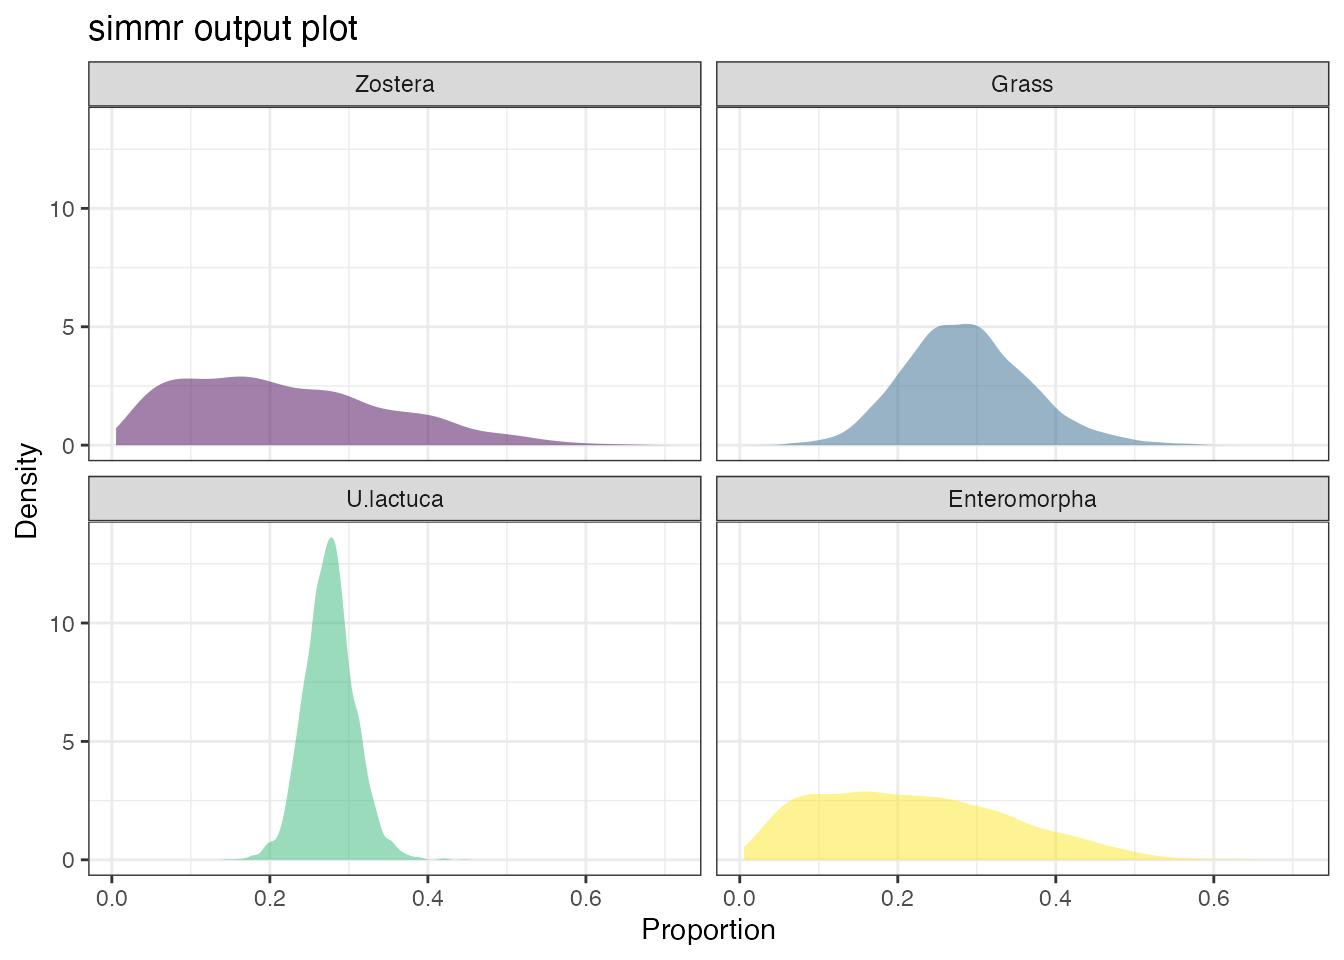 simmr output plot
Zostera
Grass
10
5
0
Density
U.lactuca
Enteromorpha
10
5
0
0.0 0.2 0.4 0.6
0.0 0.2 0.4 0.6
Proportion